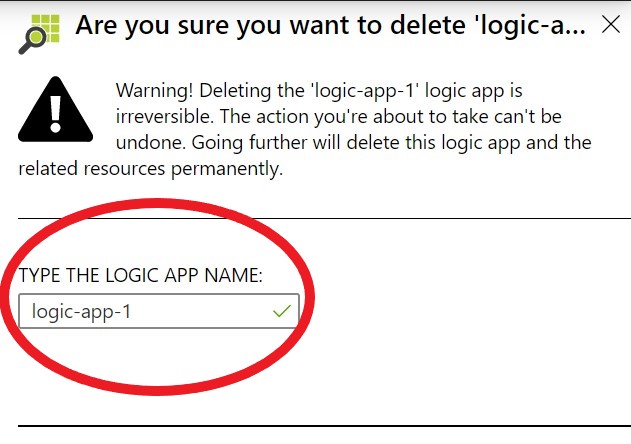 Are you sure you want to delete 'logic-a...
Warning! Deleting the 'logic-app-1' logic app is
irreversible. The action you're about to take can't be
undone. Going further will delete this logic app and the
related resources permanently.
TYPE THE LOGIC APP NAME:
logic-app-1